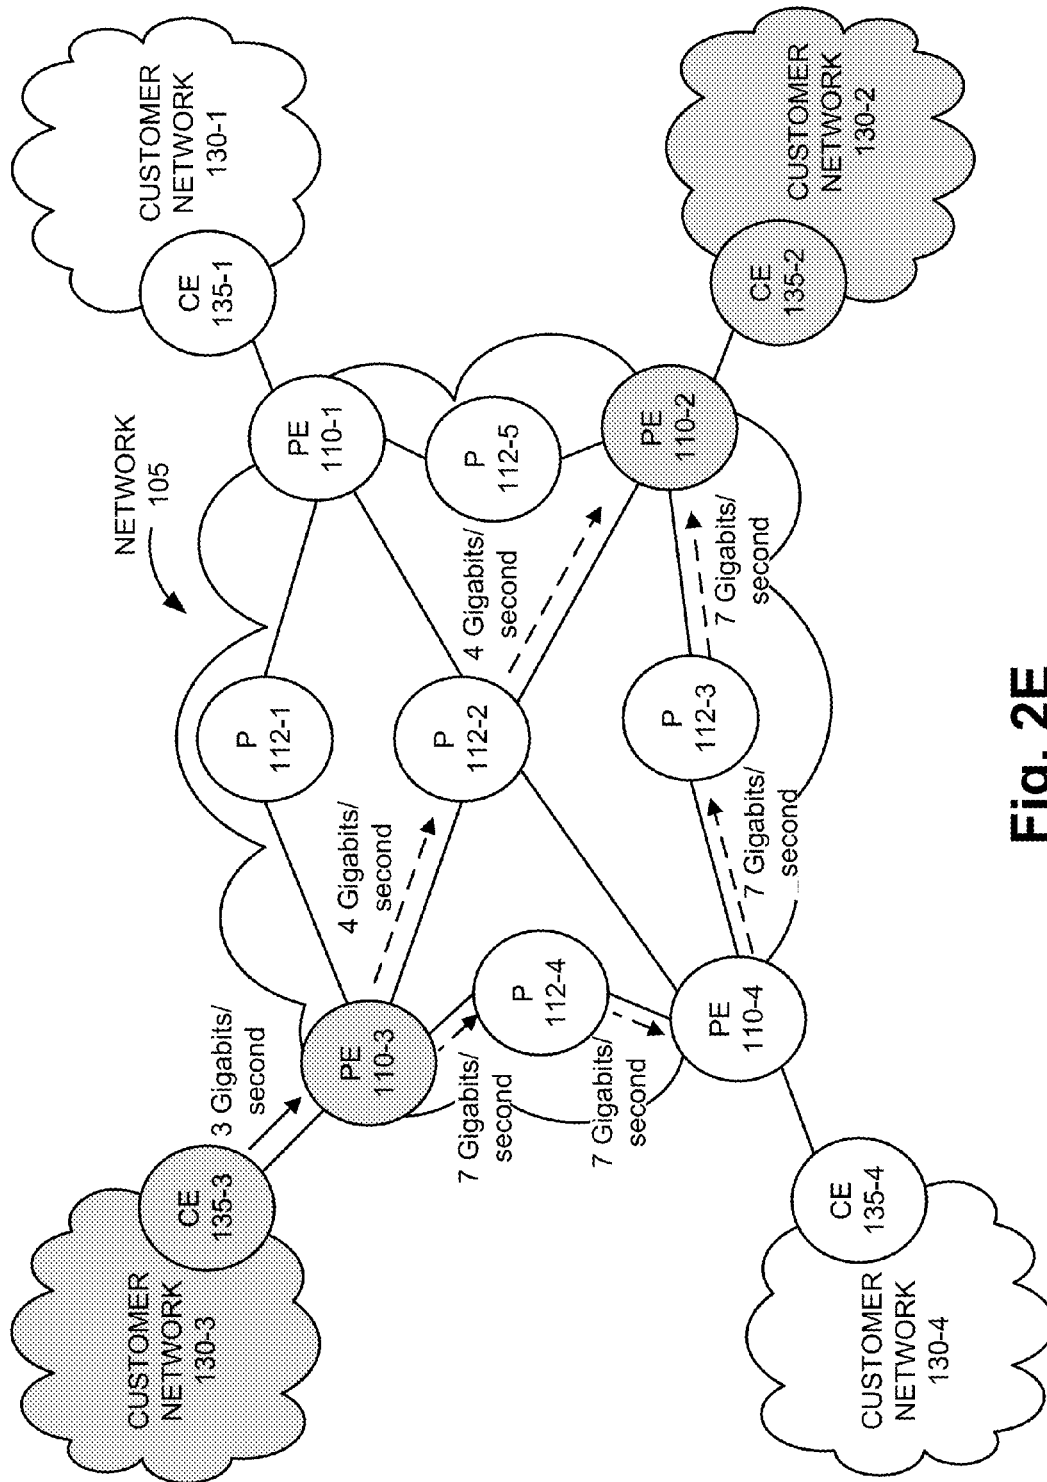 CUSTOMER
NETWORK
130-3
CE
135-3
3 Gigabits/
second
NETWORK
105
CUSTOMER
NETWORK
130-1
CE
135-1
PE
110-3
4 Gigabits/
second
P
112-1
PE
110-1
P
112-2
4 Gigabits/
second
P
112-5
7 Gigabits/
second
P
112-4
7 Gigabits/
second
PE
110-4
7 Gigabits/
second
P
112-3
7 Gigabits/
second
PE
110-2
CE
135-4
CUSTOMER
NETWORK
130-4
CE
135-2
CUSTOMER
NETWORK
130-2
Fig. 2E